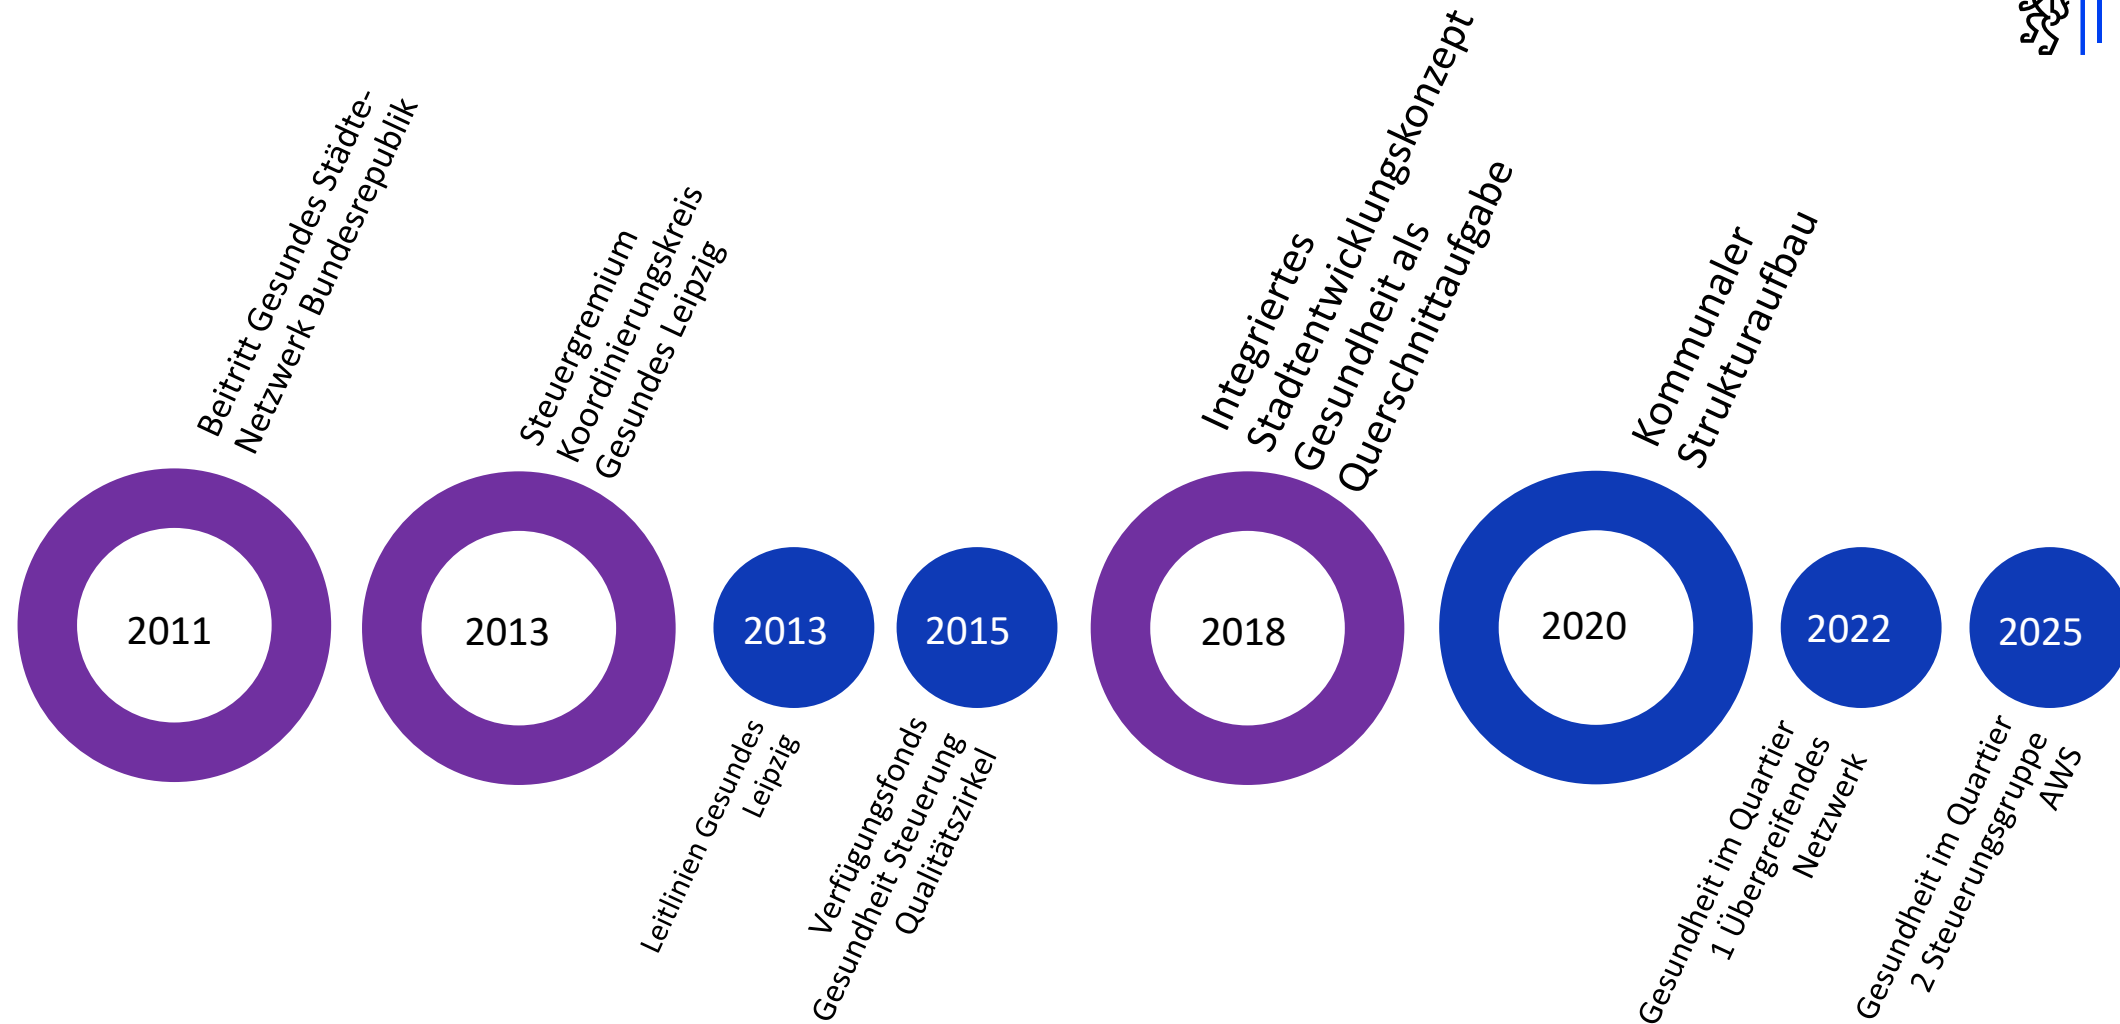 Beitritt Gesundes Städte-
Netzwerk Bundesrepublik
2011
Steuergremium
Koordinierungskreis
Gesundes Leipzig
2013
2013
Leitlinien Gesundes
Leipzig
2015
Verfügungsfonds
Gesundheit Steuerung
Qualitätszirkel
Integriertes
Stadtentwicklungskonzept
Gesundheit als
Querschnittaufgabe
2018
Kommunaler
Strukturaufbau
2020
2022
Gesundheit im Quartier
1 Übergreifendes
Netzwerk
2025
Gesundheit im Quartier
2 Steuerungsgruppe
AWS